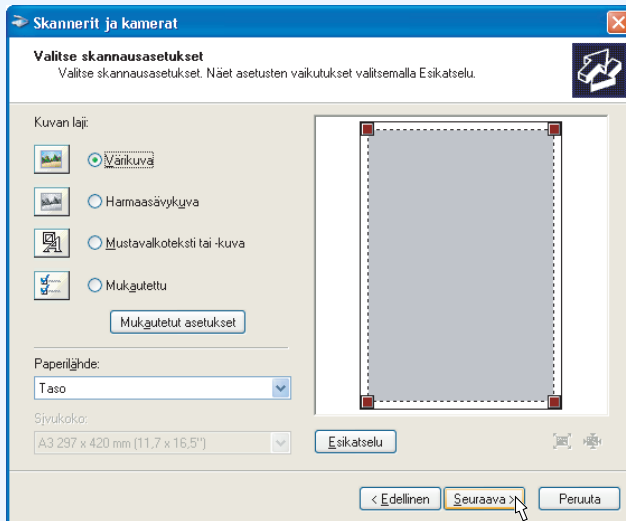 Skannerit ja kamerat
Valitse skannausasetukset
Valitse skannausasetukset. Näet asetusten vaikutukset valitsemalla Esikatselu.
Kuvan laji:
Värikuva
Harmaasävykuva
Mustavalkoteksti tai -kuva
Mukautettu
Mukautetut asetukset
Paperilähde:
Taso
Sivukoko:
A3 297 x 420 mm (11,7 x 16,5")
Esikatselu
< Edellinen
Seuraava >
Peruuta